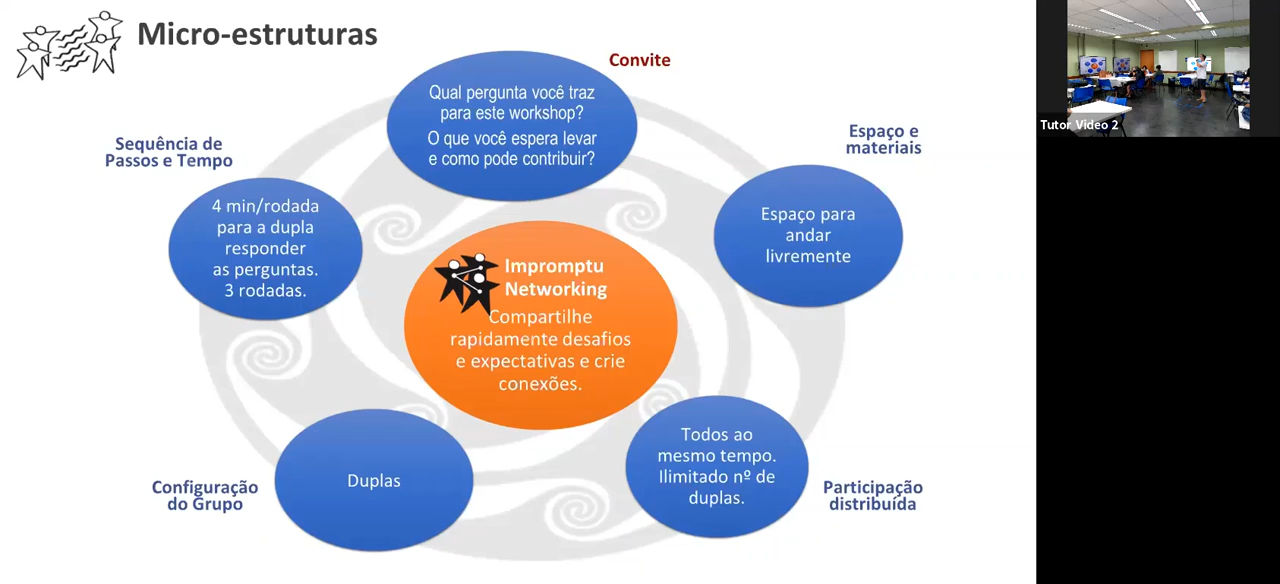 Micro-estruturas
Convite
Qual pergunta você traz
para este workshop?
O que você espera levar
e como pode contribuir?
Sequência de
Passos e Tempo
4 min/rodada
para a dupla
responder
as perguntas.
3 rodadas.
Espaço e
materiais
Espaço para
andar
livremente
Impromptu
Networking
Compartilhe
rapidamente desafios
e expectativas e crie
conexões.
Configuração
do Grupo
Duplas
Todos ao
mesmo tempo.
Ilimitado nº de
duplas.
Participação
distribuída
Tutor Video 2